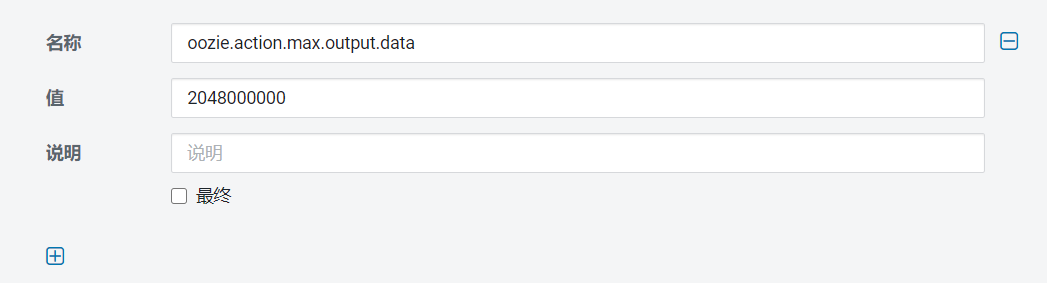 名称 oozie.action.max.output.data
值 2048000000
说明 说明
最终